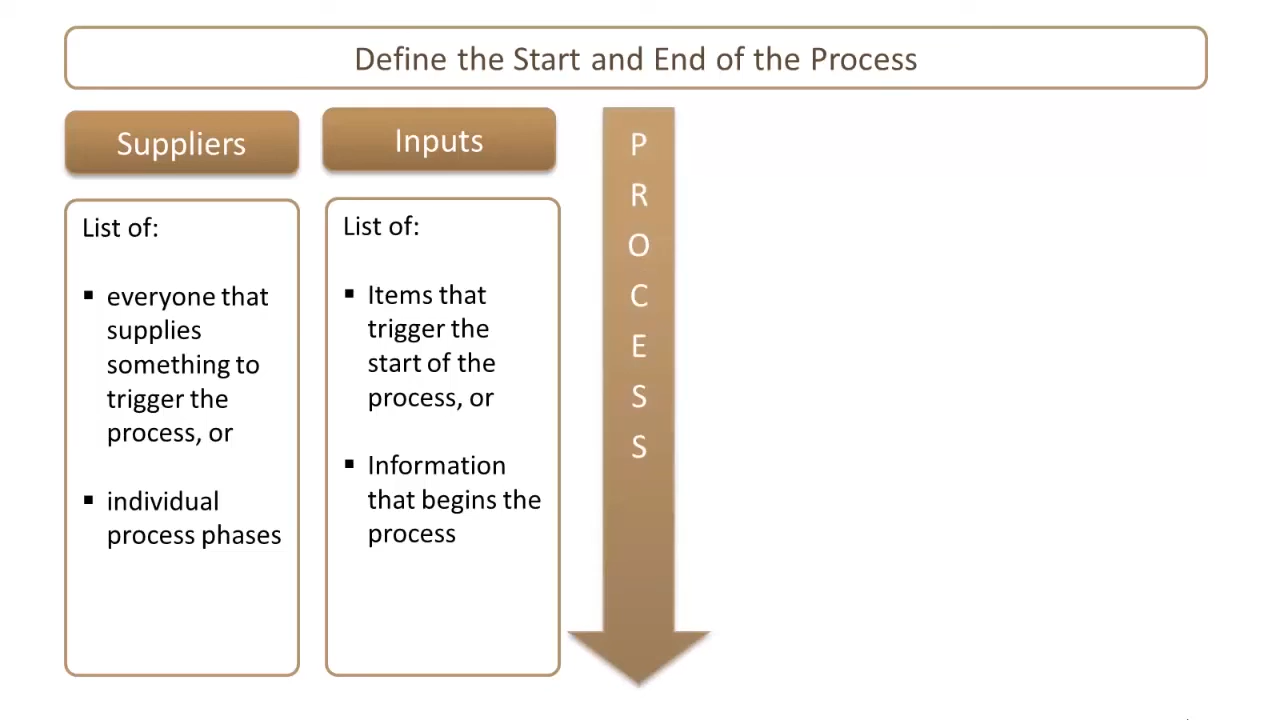 Define the Start and End of the Process
Suppliers
List of:
▪ everyone that
supplies
something to
trigger the
process, or
▪ individual
process phases
Inputs
List of:
▪ Items that
trigger the
start of the
process, or
▪ Information
that begins the
process
P
R
O
C
E
S
S